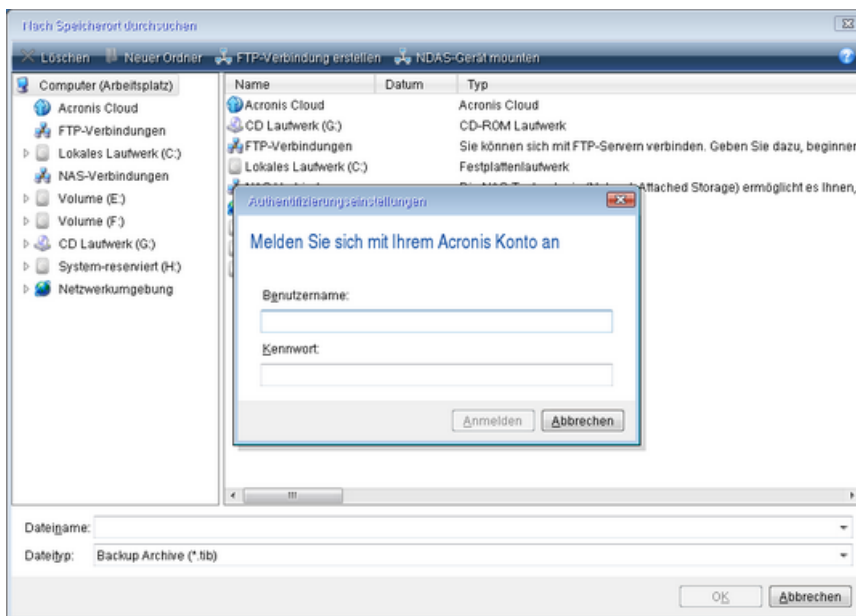 Nach Speicherort durchsuchen
Löschen Neuer Ordner FTP-Verbindung erstellen NDAS-Gerät mounten
Computer (Arbeitsplatz)
Acronis Cloud
FTP-Verbindungen
Lokales Laufwerk (C:)
NAS-Verbindungen
Volume (E:)
Volume (F:)
CD Laufwerk (G:)
System-reserviert (H:)
Netzwerkumgebung
Name Datum Typ
Acronis Cloud Acronis Cloud
CD Laufwerk (G:) CD-ROM Laufwerk
FTP-Verbindungen Sie können sich mit FTP-Servern verbinden. Geben Sie dazu, beginnen
Lokales Laufwerk (C:) Festplattenlaufwerk
Attached Storage) ermöglicht es Ihnen,
Authentifizierungseinstellungen
Melden Sie sich mit Ihrem Acronis Konto an
Benutzername:
Kennwort:
Anmelden Abbrechen
Dateiname:
Dateityp: Backup Archive (*.tib)
OK Abbrechen